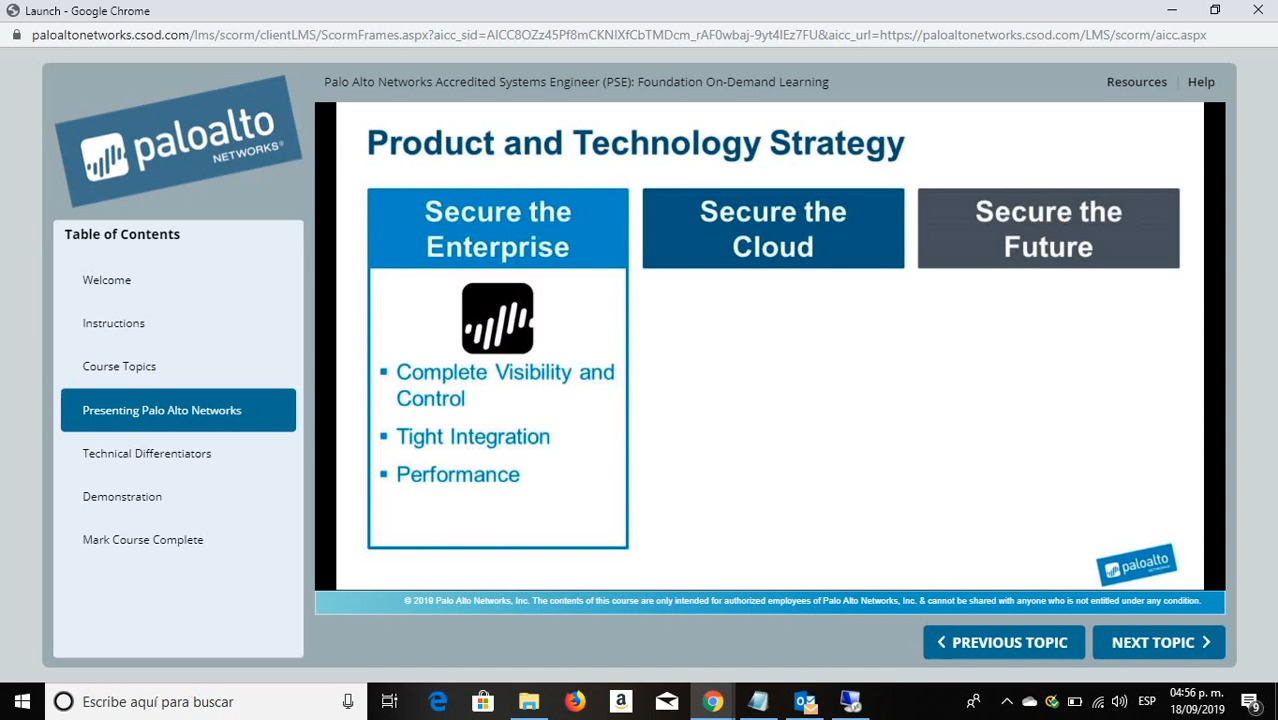 Launch - Google Chrome
paloaltonetworks.csod.com/lms/scorm/clientLMS/ScormFrames.aspx?aicc_sid=AICC8OZz45Pf8mCKNIXfCbTMDcm_rAF0wbaj-9yt4IEz7FU&aicc_url=https://paloaltonetworks.csod.com/LMS/scorm/aicc.aspx
Palo Alto Networks Accredited Systems Engineer (PSE): Foundation On-Demand Learning
Resources | Help
paloalto
NETWORKS®
Table of Contents
Welcome
Instructions
Course Topics
Presenting Palo Alto Networks
Technical Differentiators
Demonstration
Mark Course Complete
Product and Technology Strategy
Secure the
Enterprise
▪ Complete Visibility and
Control
▪ Tight Integration
▪ Performance
Secure the
Cloud
Secure the
Future
paloalto
© 2019 Palo Alto Networks, Inc. The contents of this course are only intended for authorized employees of Palo Alto Networks, Inc. & cannot be shared with anyone who is not entitled under any condition.
PREVIOUS TOPIC
NEXT TOPIC
Escribe aquí para buscar
ESP
04:56 p. m.
18/09/2019
9